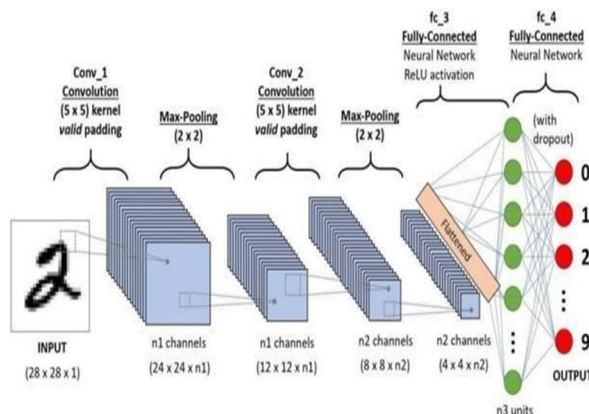 fc_3
Fully-Connected
Neural Network
ReLU activation
fc_4
Fully-Connected
Neural Network
Conv_1
Convolution
(5 x 5) kernel
valid padding
Max-Pooling
(2 x 2)
Conv_2
Convolution
(5 x 5) kernel
valid padding
Max-Pooling
(2 x 2)
(with
dropout)
Flattened
2
0
1
2
9
INPUT
(28 x 28 x 1)
n1 channels
(24 x 24 x n1)
n1 channels
(12 x 12 x n1)
n2 channels
(8 x 8 x n2)
n2 channels
(4 x 4 x n2)
OUTPUT
n3 units